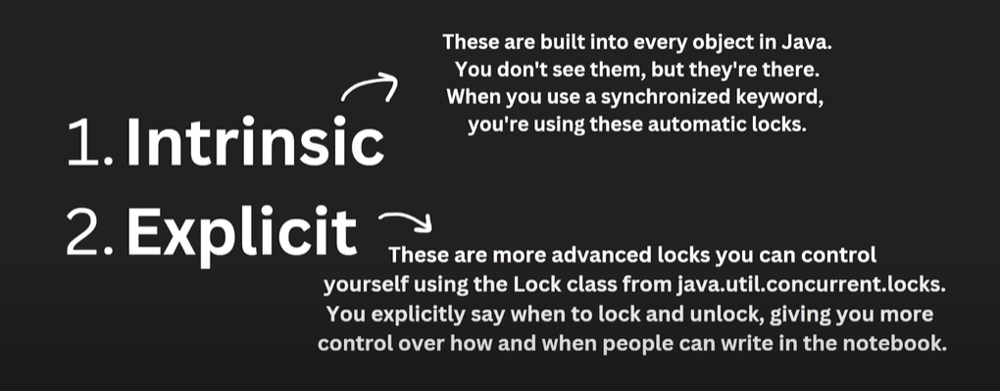 These are built into every object in Java.
You don't see them, but they're there.
When you use a synchronized keyword,
you're using these automatic locks.
1. Intrinsic
2. Explicit
These are more advanced locks you can control
yourself using the Lock class from java.util.concurrent.locks.
You explicitly say when to lock and unlock, giving you more
control over how and when people can write in the notebook.